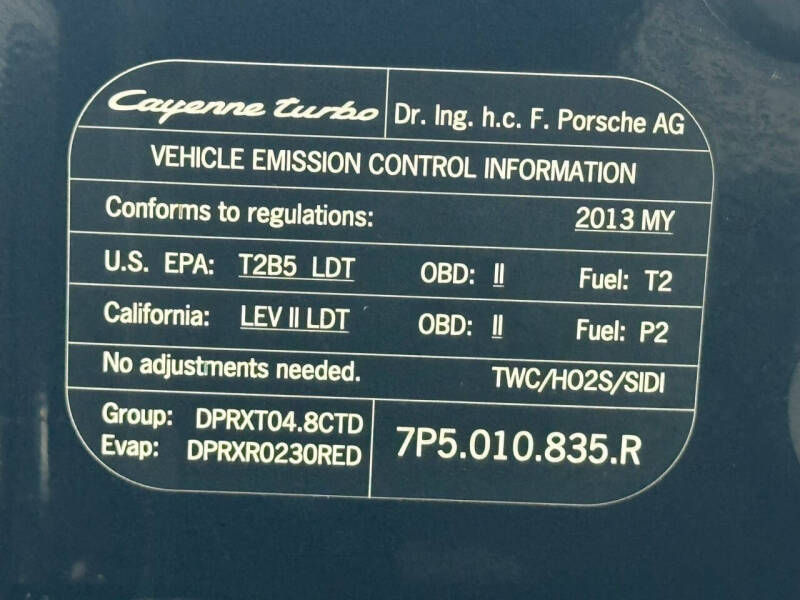 Cayenne turbo Dr. Ing. h.c. F. Porsche AG
VEHICLE EMISSION CONTROL INFORMATION
Conforms to regulations: 2013 MY
U.S. EPA: T2B5 LDT OBD: II Fuel: T2
California: LEV II LDT OBD: II Fuel: P2
No adjustments needed. TWC/HO2S/SIDI
Group: DPRXT04.8CTD
Evap: DPRXR0230RED
7P5.010.835.R